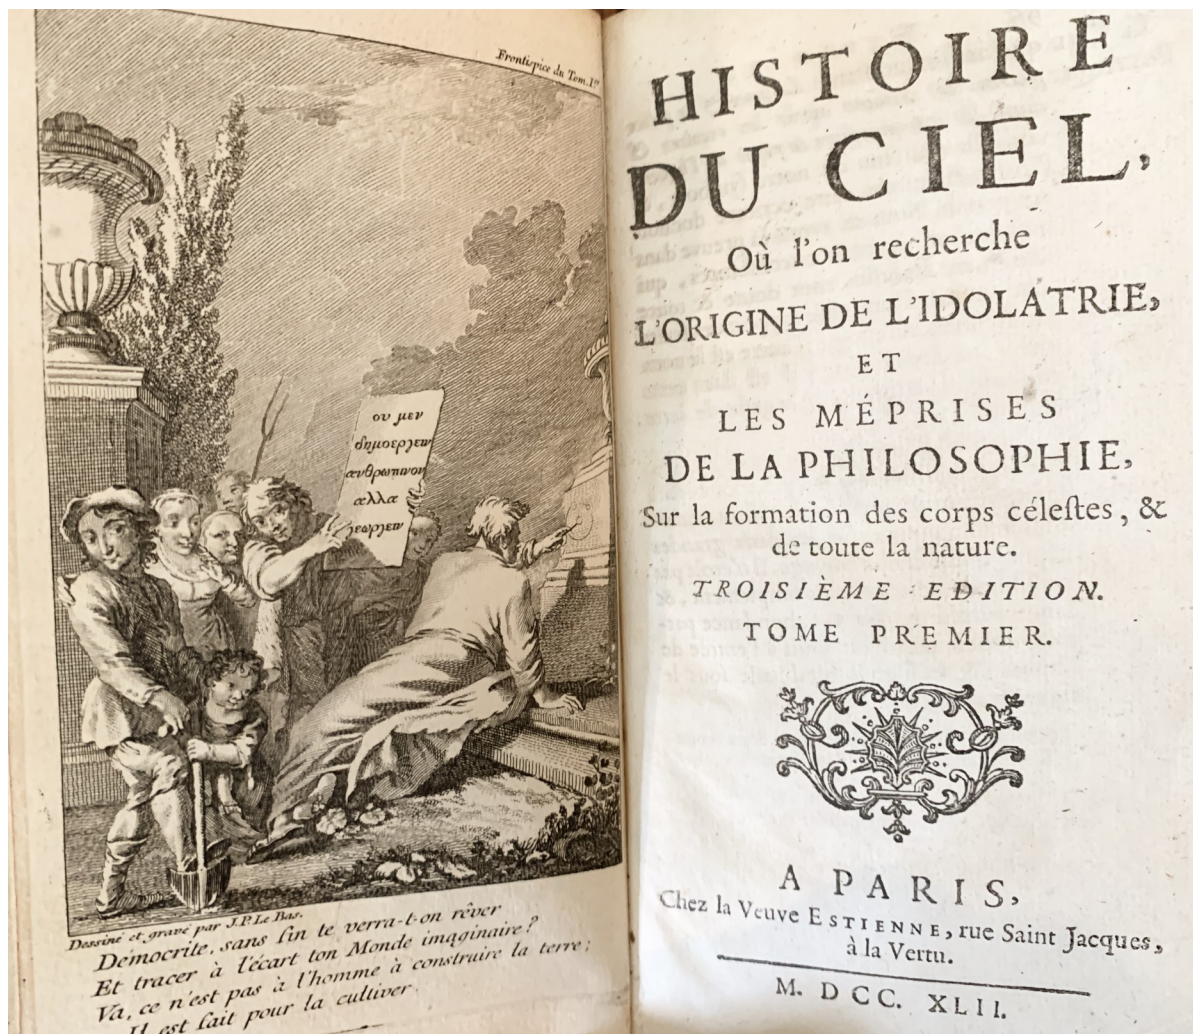 Frontispice du Tom. I.er
ου μεν
δημοεργειν
ανθρωπινον
αλλα
γεωργειν
Dessiné et gravé par J.P. Le Bas.
Démocrite, sans fin te verra-t-on rêver
Et tracer à l'écart ton Monde imaginaire?
Va, ce n'est pas à l'homme à construire la terre;
Il est fait pour la cultiver.
HISTOIRE
DU CIEL,
Où l'on recherche
L'ORIGINE DE L'IDOLATRIE,
ET
LES MÉPRISES
DE LA PHILOSOPHIE,
Sur la formation des corps célestes, &
de toute la nature.
TROISIÈME EDITION.
TOME PREMIER.
A PARIS,
Chez la Veuve ESTIENNE, rue Saint Jacques,
à la Vertu.
M. DCC. XLII.